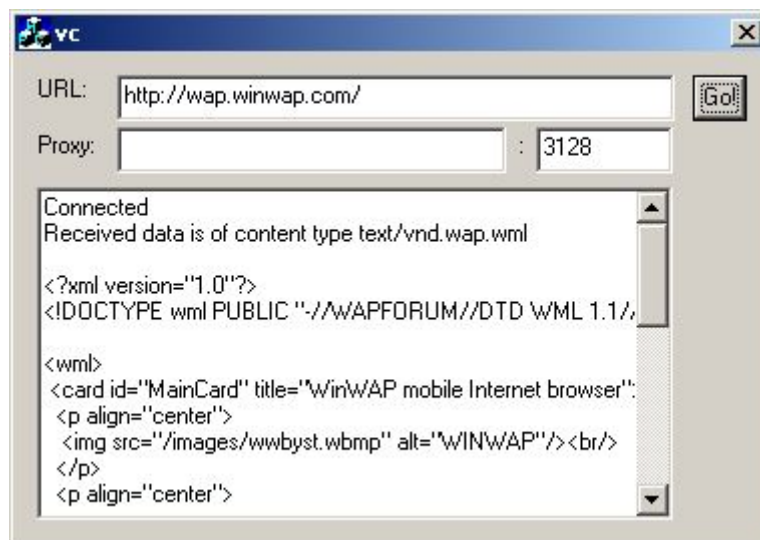 vc
URL: http://wap.winwap.com/ Go!
Proxy: : 3128
Connected
Received data is of content type text/vnd.wap.wml
<?xml version="1.0"?>
<!DOCTYPE wml PUBLIC "-//WAPFORUM//DTD WML 1.1//
<wml>
<card id="MainCard" title="WinWAP mobile Internet browser"
<p align="center">
<img src="/images/wwbyst.wbmp" alt="WINWAP"/><br/>
</p>
<p align="center">